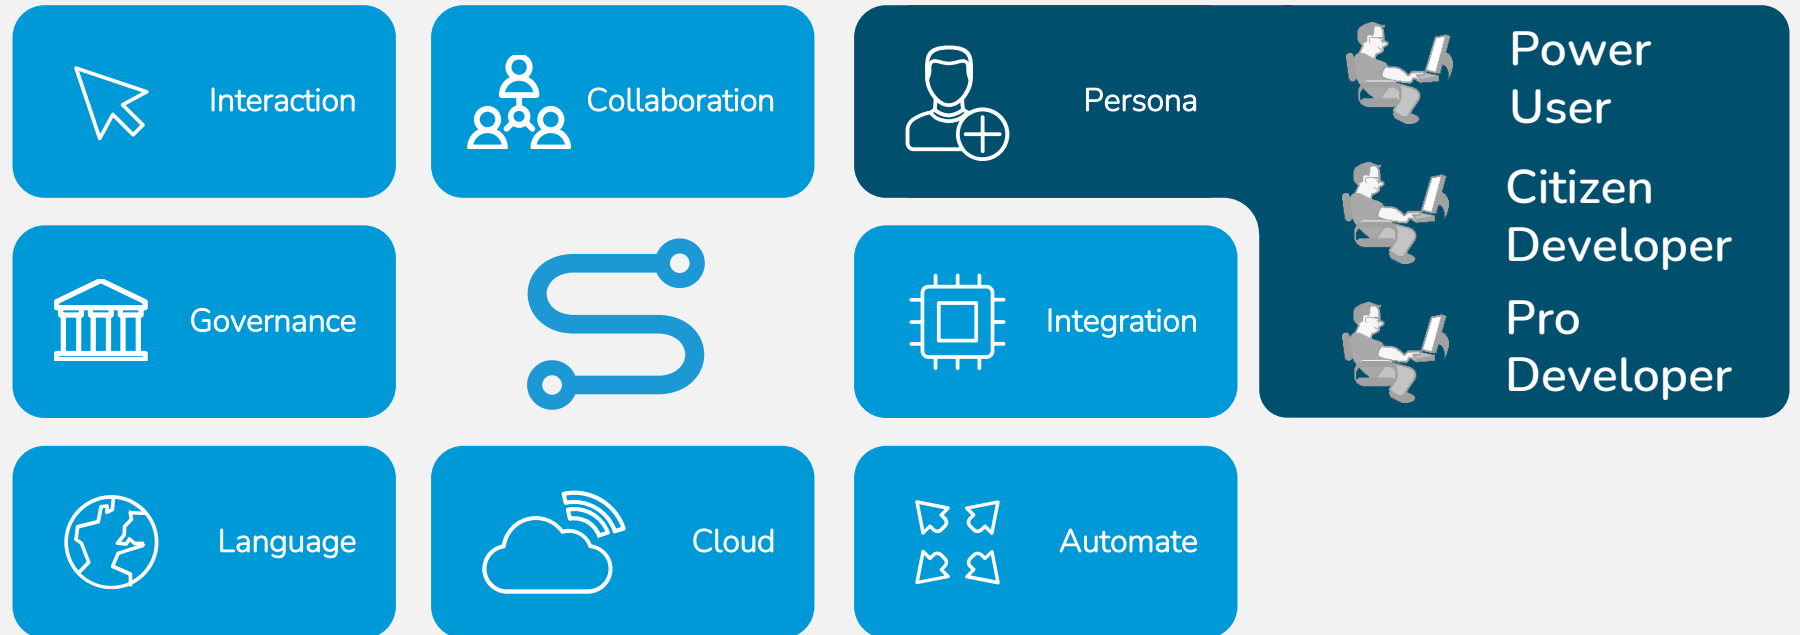 Interaction
Collaboration
Persona
Power
User
Citizen
Developer
Pro
Developer
Governance
Integration
Language
Cloud
Automate